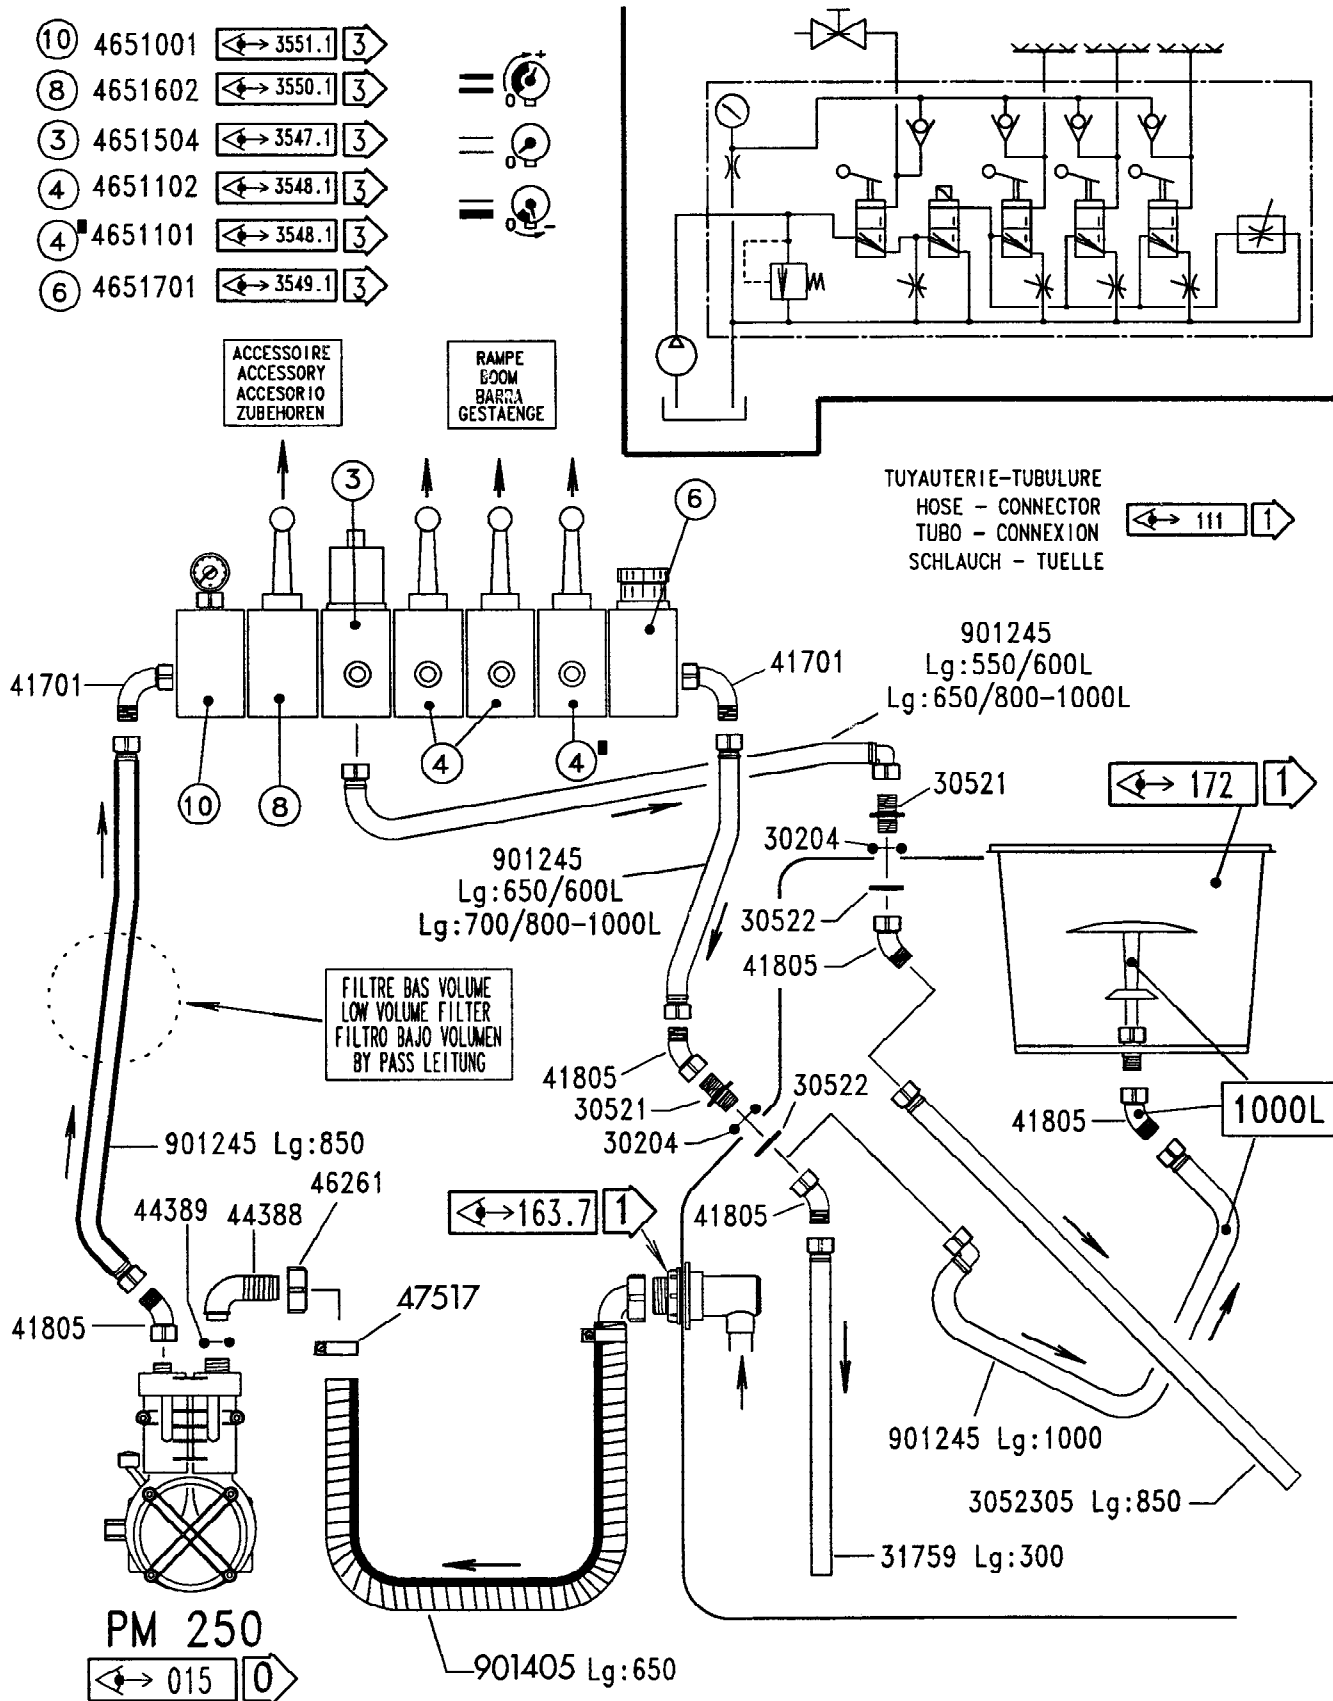 10 4651001 3551.1 3
8 4651602 3550.1 3
3 4651504 3547.1 3
4 4651102 3548.1 3
4 4651101 3548.1 3
6 4651701 3549.1 3
0 +
0
0 -
ACCESSOIRE
ACCESSORY
ACCESORIO
ZUBEHOREN
RAMPE
BOOM
BARRA
GESTAENGE
TUYAUTERIE-TUBULURE
HOSE - CONNECTOR
TUBO - CONNEXION
SCHLAUCH - TUELLE
111 1
3
6
41701
41701
901245
Lg:550/600L
Lg:650/800-1000L
10
8
4
4
30521
172 1
30204
901245
Lg:650/600L
Lg:700/800-1000L
30522
41805
FILTRE BAS VOLUME
LOW VOLUME FILTER
FILTRO BAJO VOLUMEN
BY PASS LEITUNG
41805
30521
30204
30522
41805
1000L
901245 Lg:850
46261
44389 44388
163.7 1
41805
47517
41805
901245 Lg:1000
3052305 Lg:850
31759 Lg:300
PM 250
015 0
901405 Lg:650